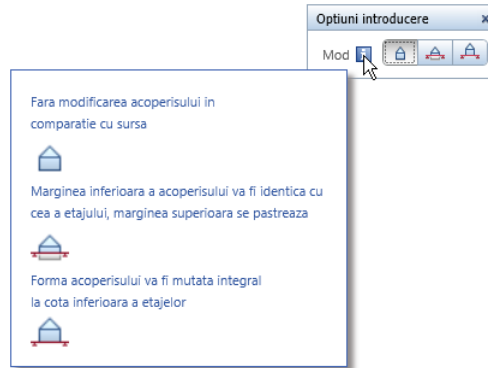 Optiuni introducere
Mod
Fara modificarea acoperisului in
comparatie cu sursa
Marginea inferioara a acoperisului va fi identica cu
cea a etajului, marginea superioara se pastreaza
Forma acoperisului va fi mutata integral
la cota inferioara a etajelor